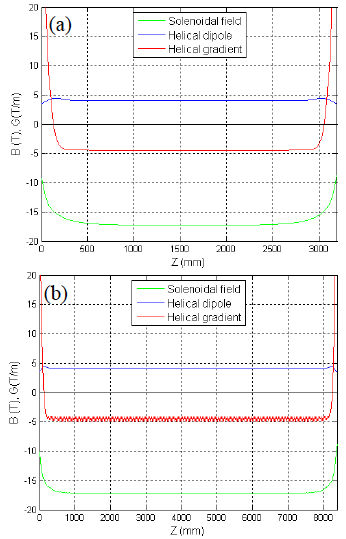 (a)
Solenoidal field
Helical dipole
Helical gradient
B (T), G(T/m)
20
15
10
5
0
-5
-10
-15
-20
0 500 1000 1500 2000 2500 3000
Z (mm)
(b)
Solenoidal field
Helical dipole
Helical gradient
B (T), G(T/m)
20
15
10
5
0
-5
-10
-15
-20
0 1000 2000 3000 4000 5000 6000 7000 8000
Z (mm)